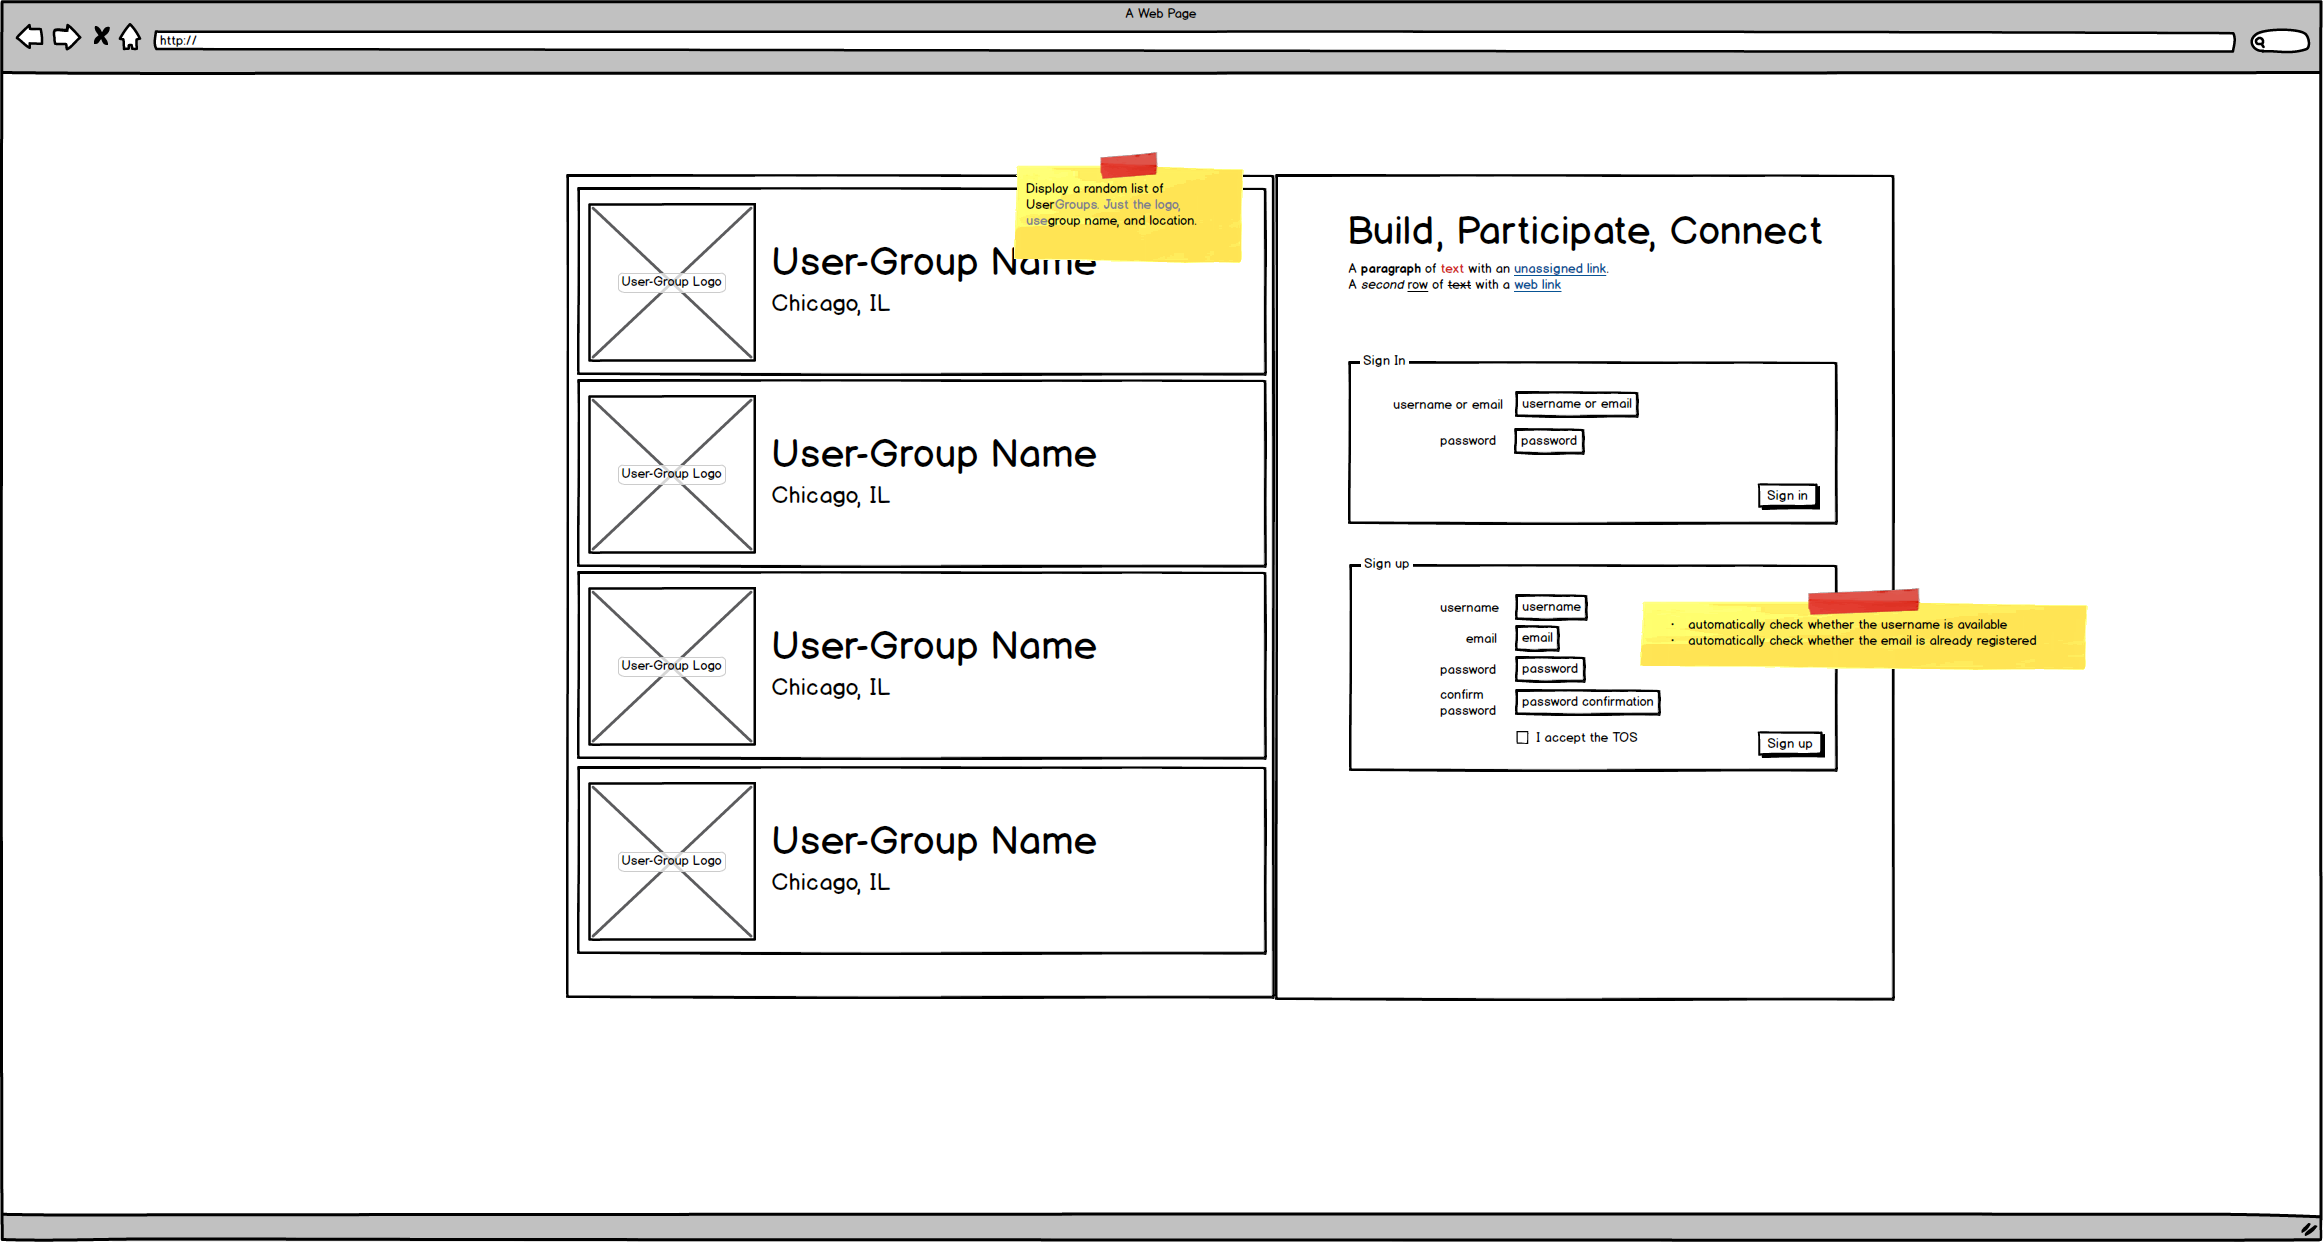 A Web Page
http://
Display a random list of
UserGroups. Just the logo,
usegroup name, and location.
User-Group Logo
User-Group Name
Chicago, IL
User-Group Logo
User-Group Name
Chicago, IL
User-Group Logo
User-Group Name
Chicago, IL
User-Group Logo
User-Group Name
Chicago, IL
Build, Participate, Connect
A paragraph of text with an unassigned link.
A second row of text with a web link
Sign In
username or email username or email
password password
Sign in
Sign up
username username
email email
password password
confirm
password password confirmation
I accept the TOS
Sign up
· automatically check whether the username is available
· automatically check whether the email is already registered